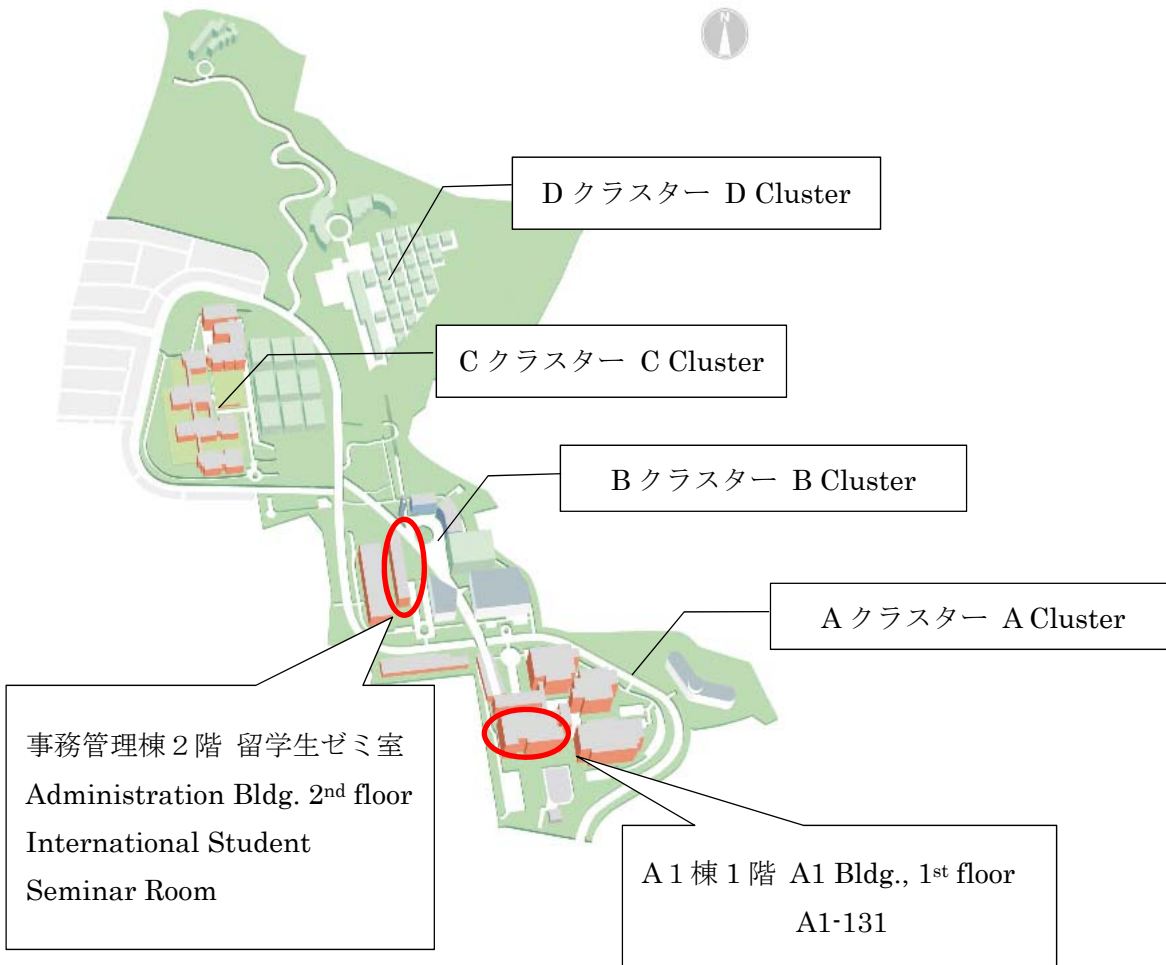 N
D クラスター D Cluster
C クラスター C Cluster
B クラスター B Cluster
A クラスター A Cluster
事務管理棟２階 留学生ゼミ室
Administration Bldg. 2nd floor
International Student
Seminar Room
A１棟１階 A1 Bldg., 1st floor
A1-131